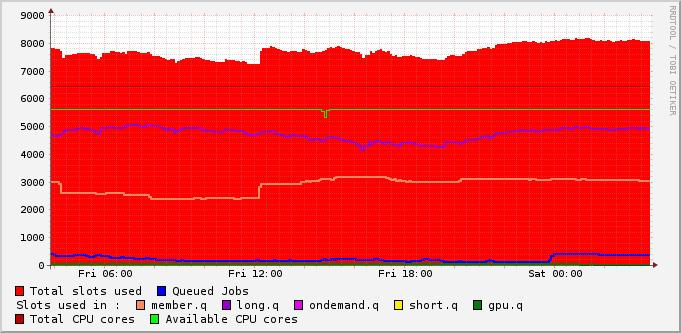 RRDTOOL / TOBI OETIKER
9000
8000
7000
6000
5000
4000
3000
2000
1000
0
Fri 06:00 Fri 12:00 Fri 18:00 Sat 00:00
Total slots used Queued Jobs
Slots used in : member.q long.q ondemand.q short.q gpu.q
Total CPU cores Available CPU cores